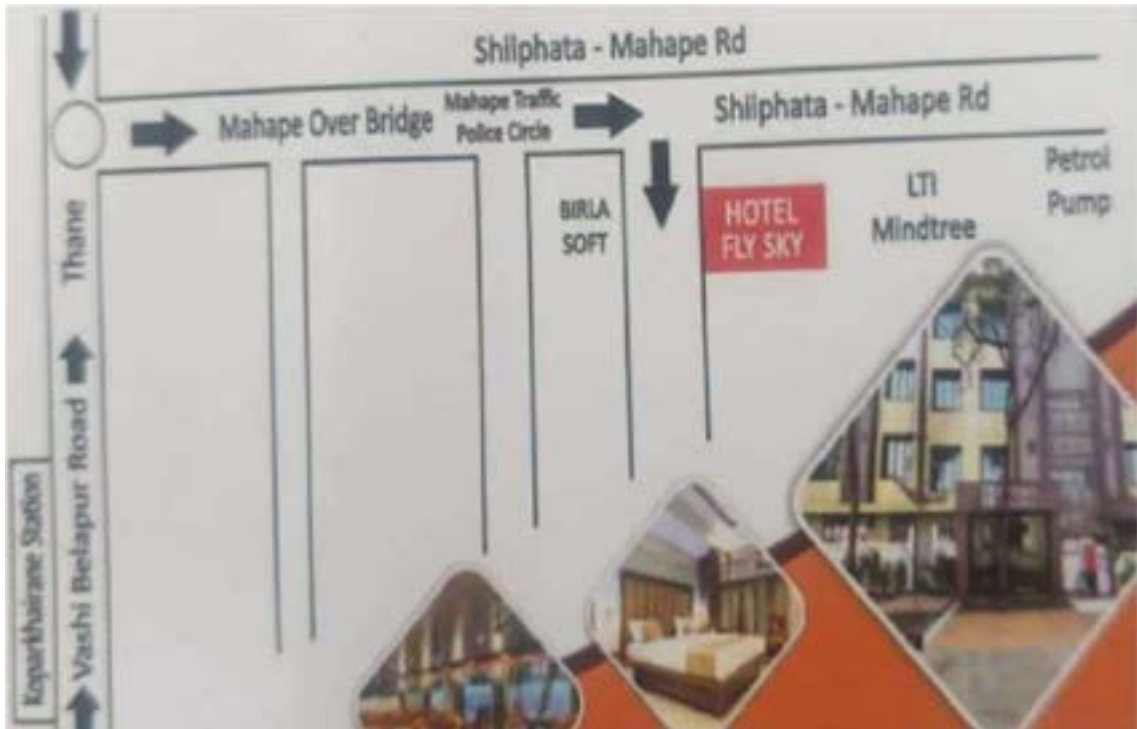 Shilphata - Mahape Rd
Mahape Over Bridge
Mahape Traffic
Police Circle
Shilphata - Mahape Rd
Thane
BIRLA
SOFT
HOTEL
FLY SKY
LTI
Mindtree
Petrol
Pump
Vashi Belapur Road
Koparkhairane Station